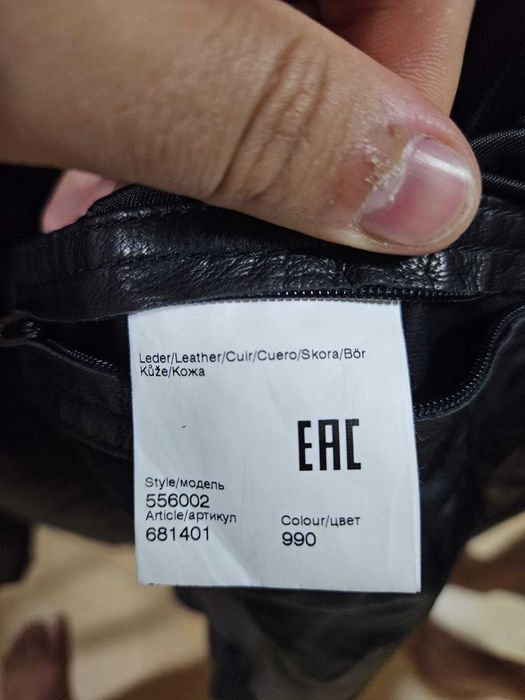 Leder/Leather/Cuir/Cuero/Skora/Bör
Kůže/Кожа
EAC
Style/модель
556002
Article/артикул
681401
Colour/цвет
990